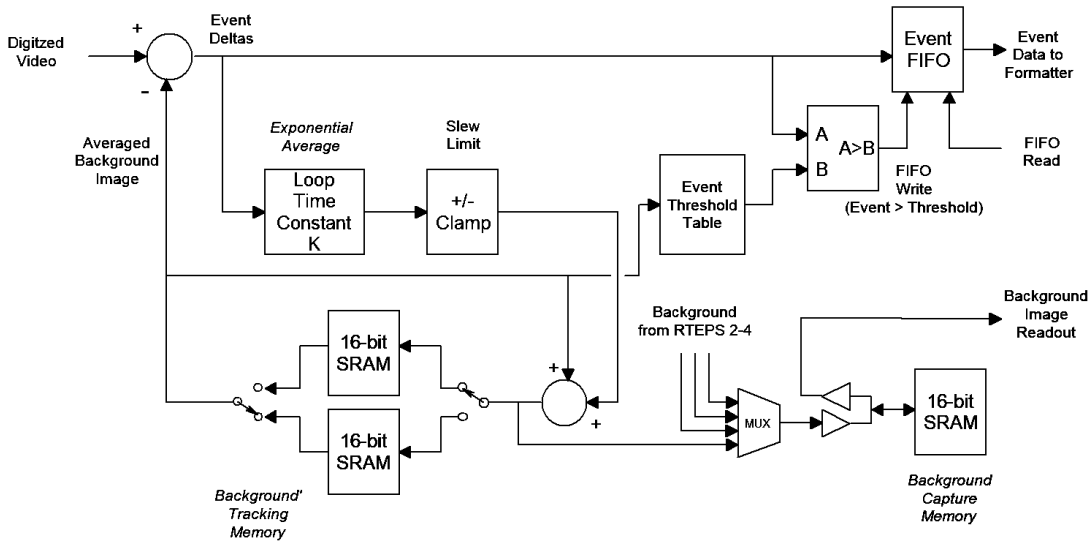 Digitzed
Video
+
-
Event
Deltas
Averaged
Background
Image
Exponential
Average
Loop
Time
Constant
K
Slew
Limit
+/-
Clamp
Event
Threshold
Table
A
B
A>B
Event
FIFO
Event
Data to
Formatter
FIFO
Read
FIFO
Write
(Event > Threshold)
16-bit
SRAM
16-bit
SRAM
Background'
Tracking
Memory
+
+
Background
from RTEPS 2-4
MUX
Background
Image
Readout
16-bit
SRAM
Background
Capture
Memory